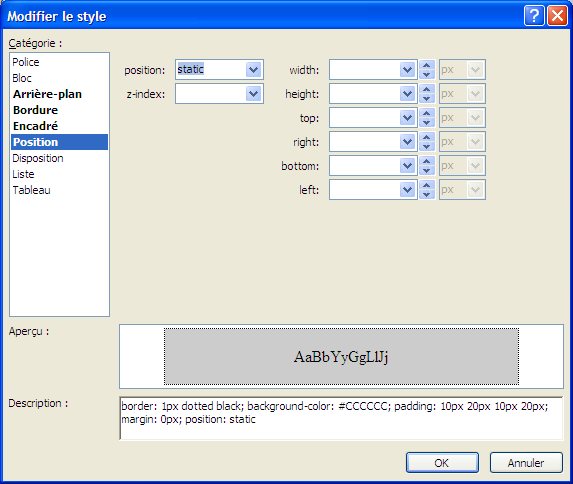 Modifier le style
Catégorie :
Police
Bloc
Arrière-plan
Bordure
Encadré
Position
Disposition
Liste
Tableau
position: static
z-index:
width: px
height: px
top: px
right: px
bottom: px
left: px
Aperçu :
AaBbYyGgLlJj
Description :
border: 1px dotted black; background-color: #CCCCCC; padding: 10px 20px 10px 20px;
margin: 0px; position: static
OK Annuler